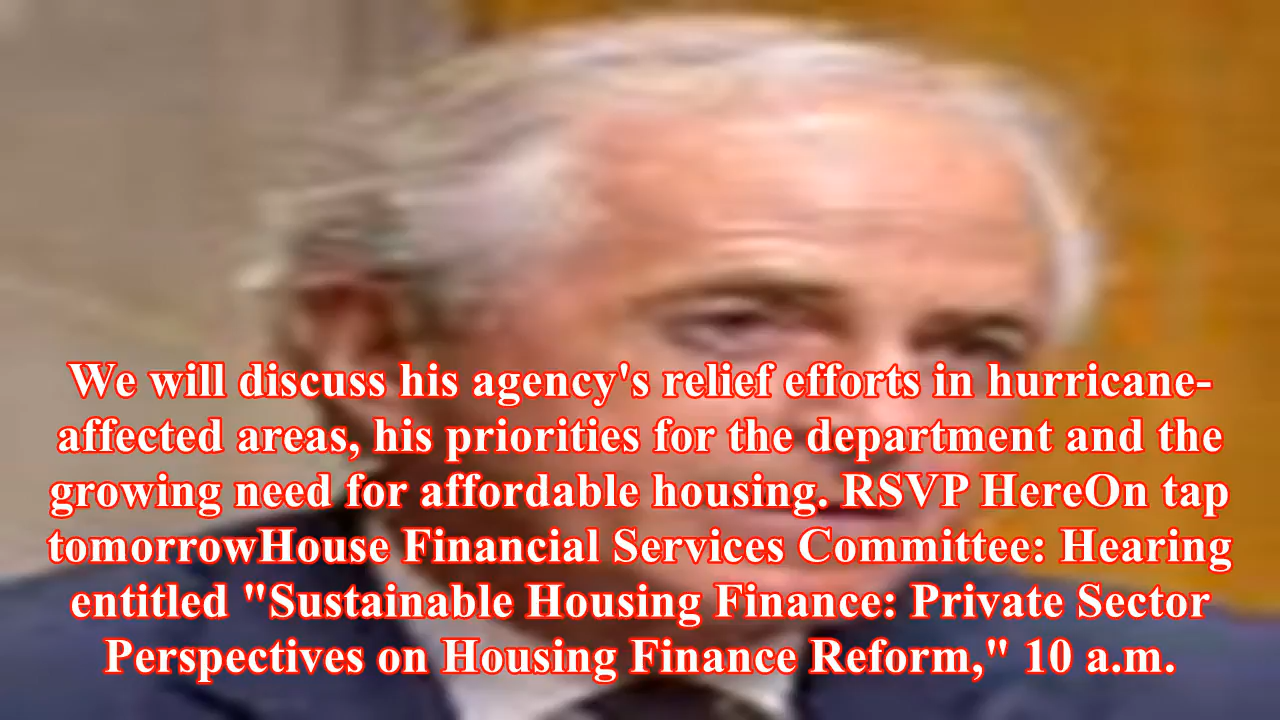 We will discuss his agency's relief efforts in hurricane-
affected areas, his priorities for the department and the
growing need for affordable housing. RSVP HereOn tap
tomorrowHouse Financial Services Committee: Hearing
entitled "Sustainable Housing Finance: Private Sector
Perspectives on Housing Finance Reform," 10 a.m.